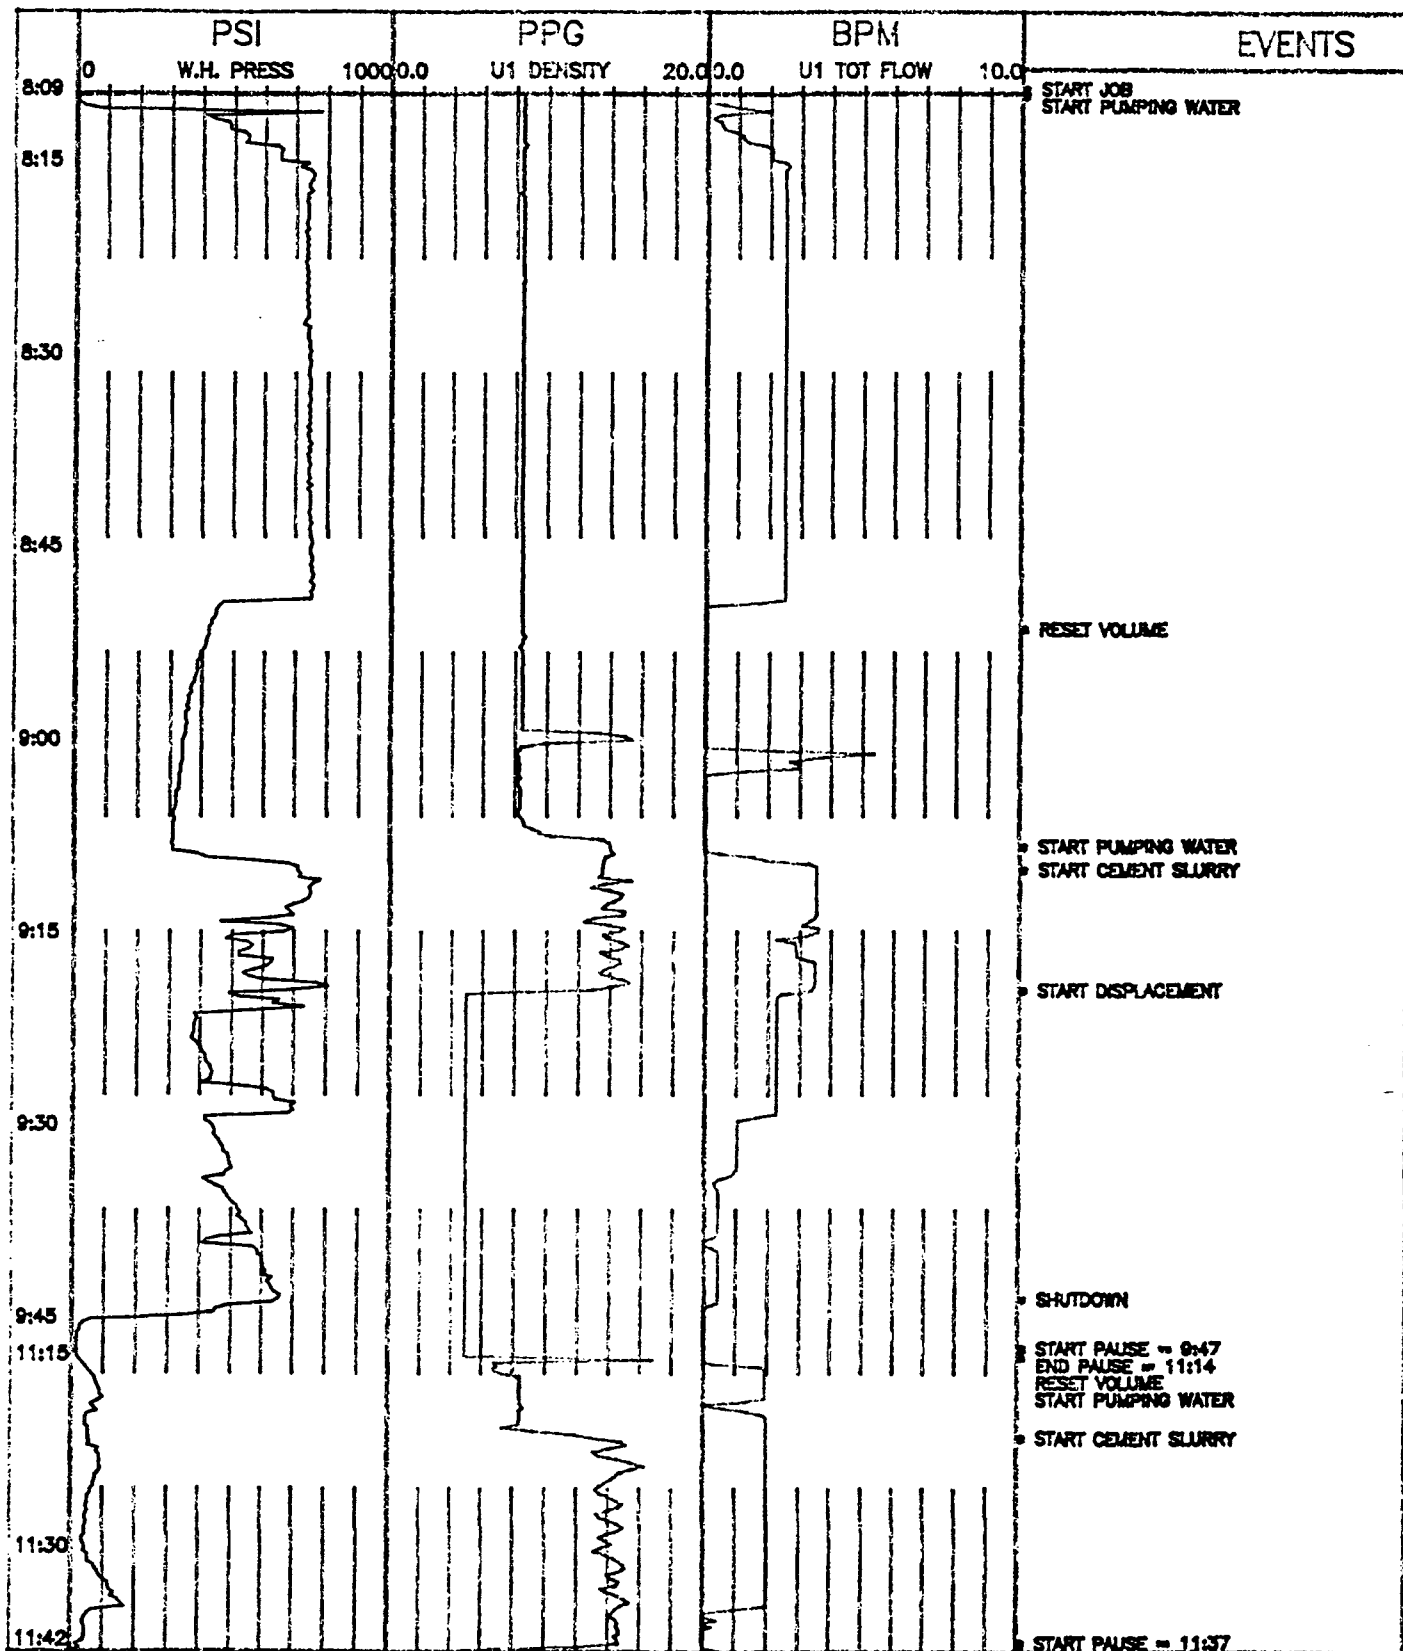 PSI PPG BPM EVENTS
0 W.H. PRESS 1000 0.0 U1 DENSITY 20.0 0.0 U1 TOT FLOW 10.0
8:09 START JOB
START PUMPING WATER
8:15
8:30
8:45
RESET VOLUME
9:00
START PUMPING WATER
START CEMENT SLURRY
9:15
START DISPLACEMENT
9:30
SHUTDOWN
9:45
11:15 START PAUSE = 9:47
END PAUSE = 11:14
RESET VOLUME
START PUMPING WATER
START CEMENT SLURRY
11:30
11:42 START PAUSE = 11:37